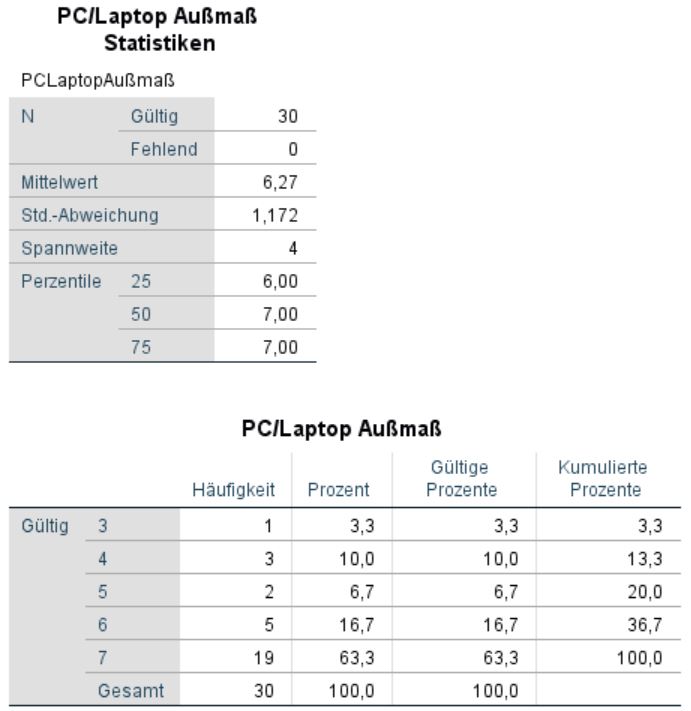 PC/Laptop Außmaß
Statistiken
PCLaptopAußmaß
N Gültig 30
Fehlend 0
Mittelwert 6,27
Std.-Abweichung 1,172
Spannweite 4
Perzentile 25 6,00
50 7,00
75 7,00
PC/Laptop Außmaß
Häufigkeit Prozent Gültige Prozente Kumulierte Prozente
Gültig 3 1 3,3 3,3 3,3
4 3 10,0 10,0 13,3
5 2 6,7 6,7 20,0
6 5 16,7 16,7 36,7
7 19 63,3 63,3 100,0
Gesamt 30 100,0 100,0